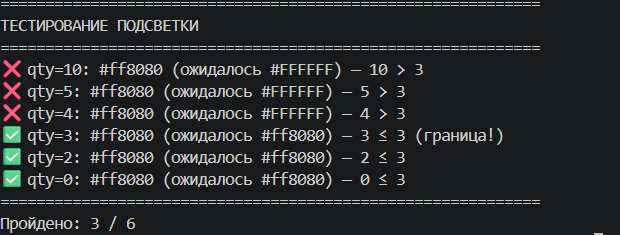 ============================================================
ТЕСТИРОВАНИЕ ПОДСВЕТКИ
============================================================
❌ qty=10: #ff8080 (ожидалось #FFFFFF) — 10 > 3
❌ qty=5: #ff8080 (ожидалось #FFFFFF) — 5 > 3
❌ qty=4: #ff8080 (ожидалось #FFFFFF) — 4 > 3
✅ qty=3: #ff8080 (ожидалось #ff8080) — 3 ≤ 3 (граница!)
✅ qty=2: #ff8080 (ожидалось #ff8080) — 2 ≤ 3
✅ qty=0: #ff8080 (ожидалось #ff8080) — 0 ≤ 3
============================================================
Пройдено: 3 / 6